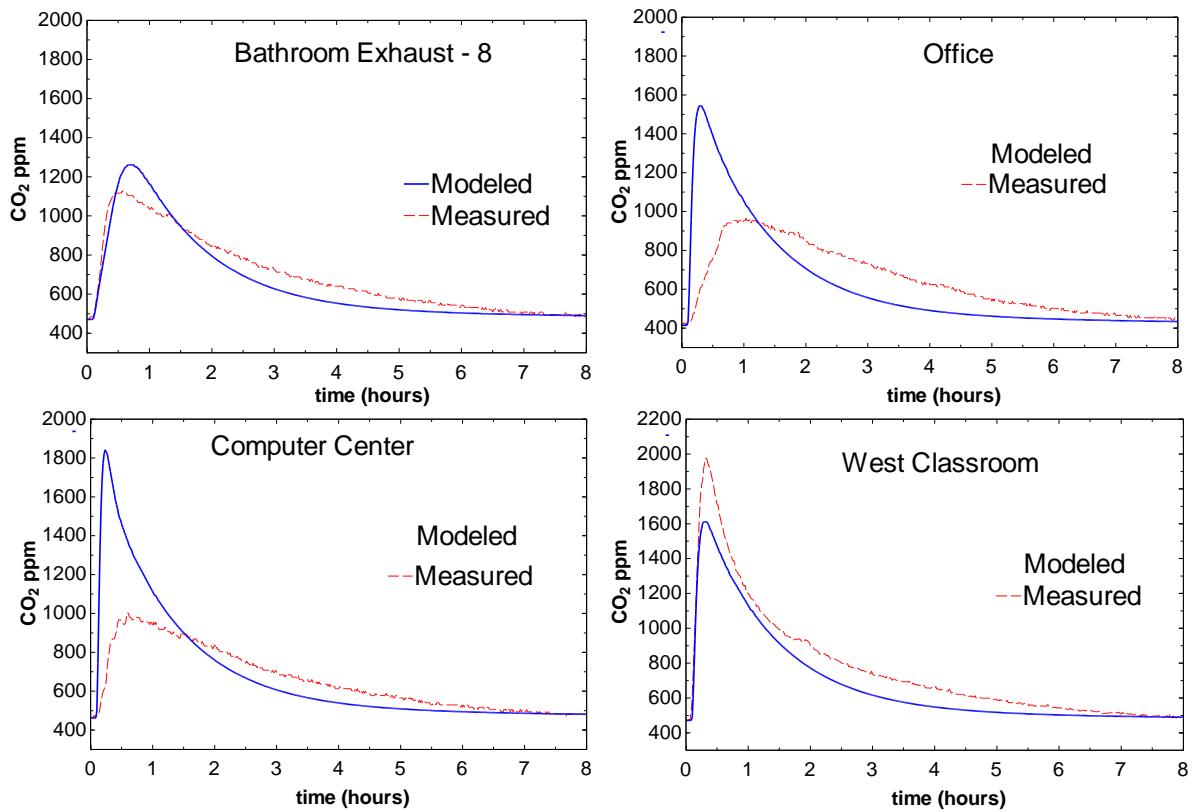 Bathroom Exhaust - 8
CO2 ppm
2000
1800
1600
1400
1200
1000
800
600
400
Modeled
Measured
0 1 2 3 4 5 6 7 8
time (hours)
Office
CO2 ppm
2000
1800
1600
1400
1200
1000
800
600
400
Modeled
Measured
0 1 2 3 4 5 6 7 8
time (hours)
Computer Center
CO2 ppm
2000
1800
1600
1400
1200
1000
800
600
400
Modeled
Measured
0 1 2 3 4 5 6 7 8
time (hours)
West Classroom
CO2 ppm
2200
2000
1800
1600
1400
1200
1000
800
600
400
Modeled
Measured
0 1 2 3 4 5 6 7 8
time (hours)